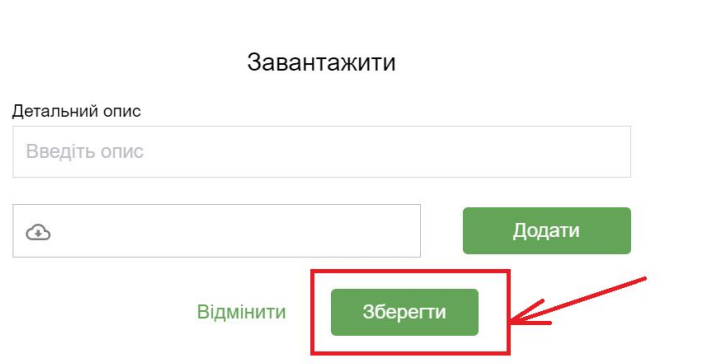 Завантажити
Детальний опис
Введіть опис
Додати
Відмінити
Зберегти